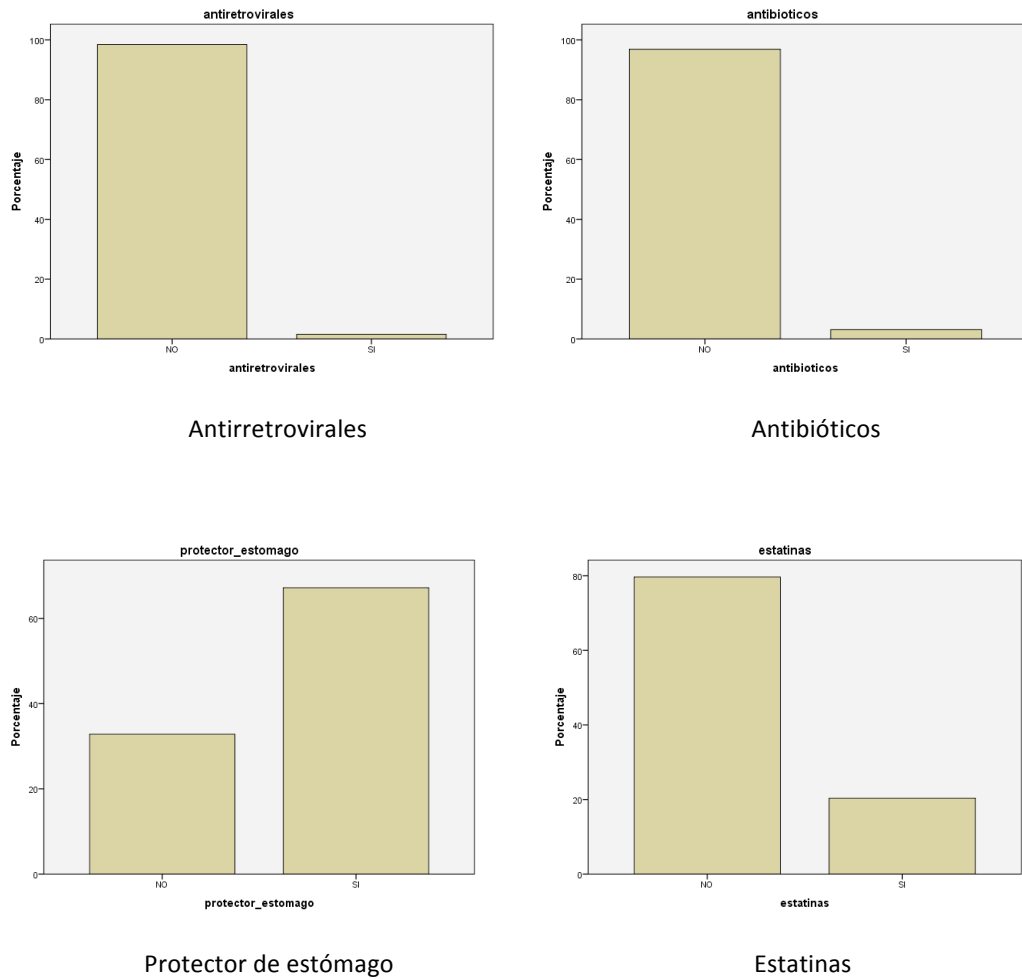 antiretrovirales
100
80
60
40
20
0
Porcentaje
NO SI
antiretrovirales
Antirretrovirales
antibioticos
100
80
60
40
20
0
Porcentaje
NO SI
antibioticos
Antibióticos
protector_estomago
60
40
20
0
Porcentaje
NO SI
protector_estomago
Protector de estómago
estatinas
80
60
40
20
0
Porcentaje
NO SI
estatinas
Estatinas